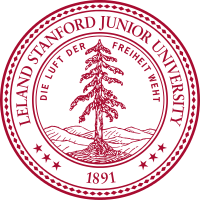 LELAND STANFORD JUNIOR UNIVERSITY
DIE LUFT DER FREIHEIT WEHT
1891